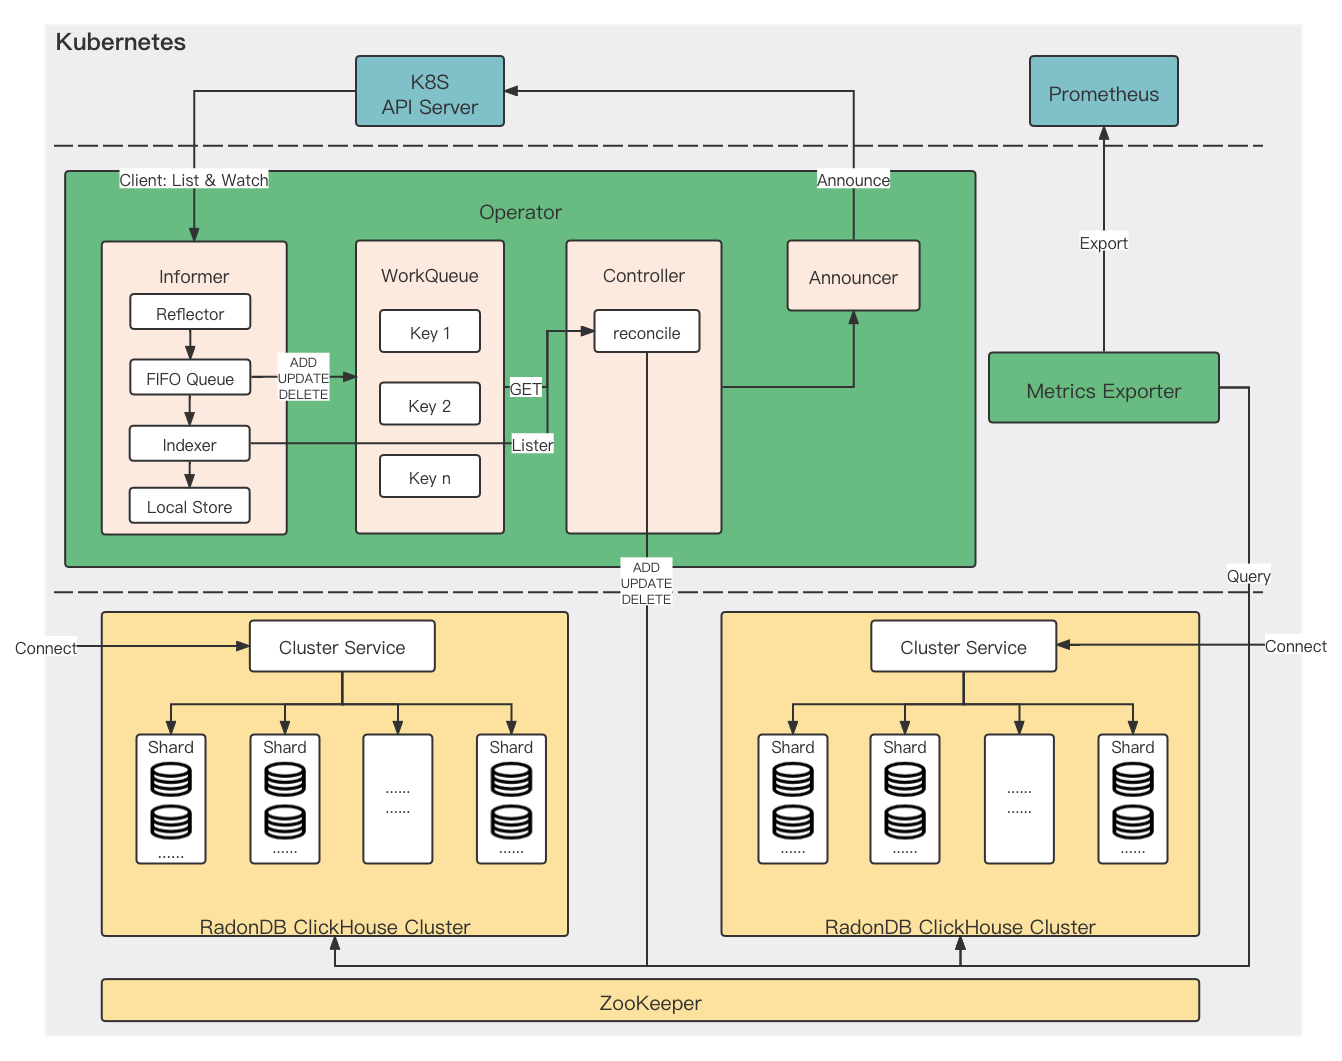 Kubernetes
K8S
API Server
Prometheus
Client: List & Watch
Announce
Operator
Export
Informer
WorkQueue
Controller
Announcer
Reflector
Key 1
reconcile
FIFO Queue
ADD
UPDATE
DELETE
GET
Key 2
Metrics Exporter
Indexer
Lister
Key n
Local Store
ADD
UPDATE
DELETE
Query
Connect
Cluster Service
Cluster Service
Connect
Shard
Shard
Shard
Shard
Shard
Shard
......
......
......
......
......
......
......
......
......
......
RadonDB ClickHouse Cluster
RadonDB ClickHouse Cluster
ZooKeeper